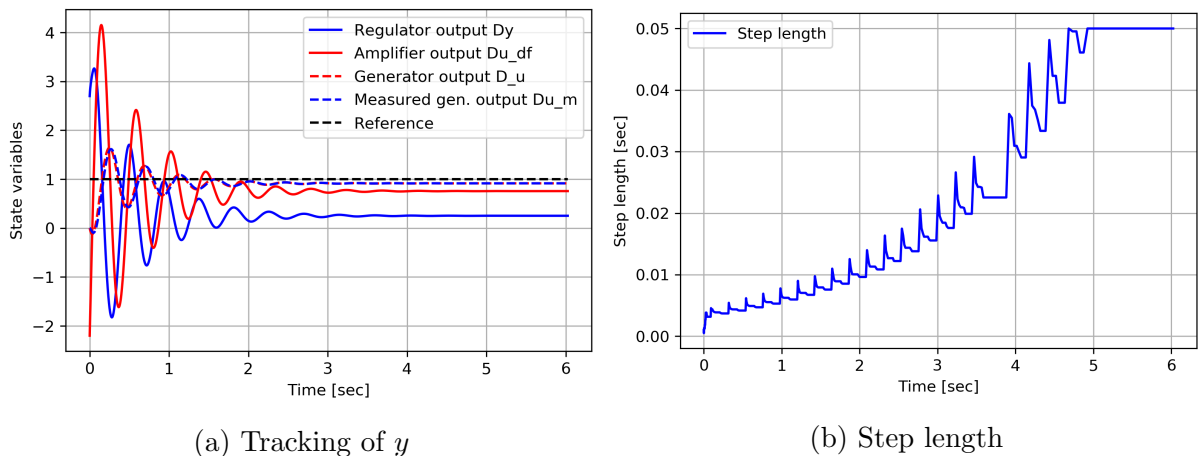 Regulator output Dy
Amplifier output Du_df
Generator output D_u
Measured gen. output Du_m
Reference
4
3
2
1
0
−1
−2
State variables
0 1 2 3 4 5 6
Time [sec]
(a) Tracking of y
Step length
0.05
0.04
0.03
0.02
0.01
0.00
Step length [sec]
0 1 2 3 4 5 6
Time [sec]
(b) Step length